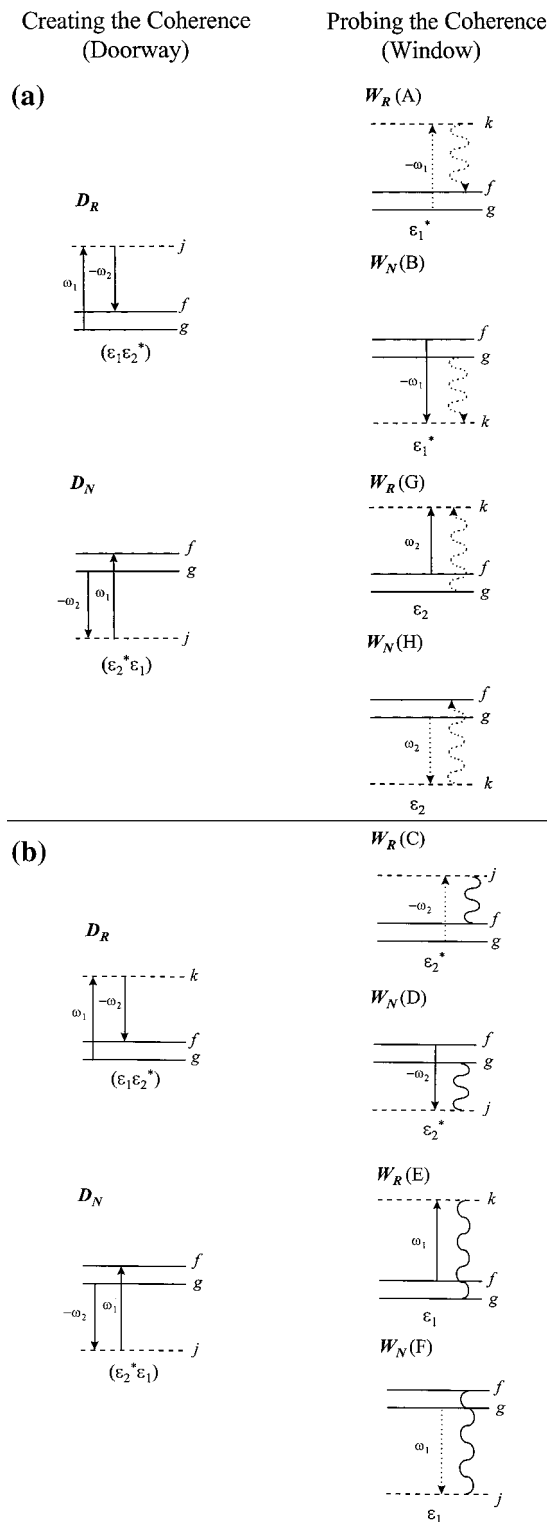 Creating the Coherence
(Doorway)
Probing the Coherence
(Window)
(a)
D_R
j
ω₁
−ω₂
f
g
(ε₁ε₂*)
D_N
f
g
−ω₂
ω₁
j
(ε₂*ε₁)
W_R (A)
k
−ω₁
f
g
ε₁*
W_N (B)
f
g
−ω₁
k
ε₁*
W_R (G)
k
ω₂
f
g
ε₂
W_N (H)
f
g
ω₂
k
ε₂
(b)
D_R
k
ω₁
−ω₂
f
g
(ε₁ε₂*)
D_N
f
g
−ω₂
ω₁
j
(ε₂*ε₁)
W_R (C)
j
−ω₂
f
g
ε₂*
W_N (D)
f
g
−ω₂
j
ε₂*
W_R (E)
k
ω₁
f
g
ε₁
W_N (F)
f
g
ω₁
j
ε₁